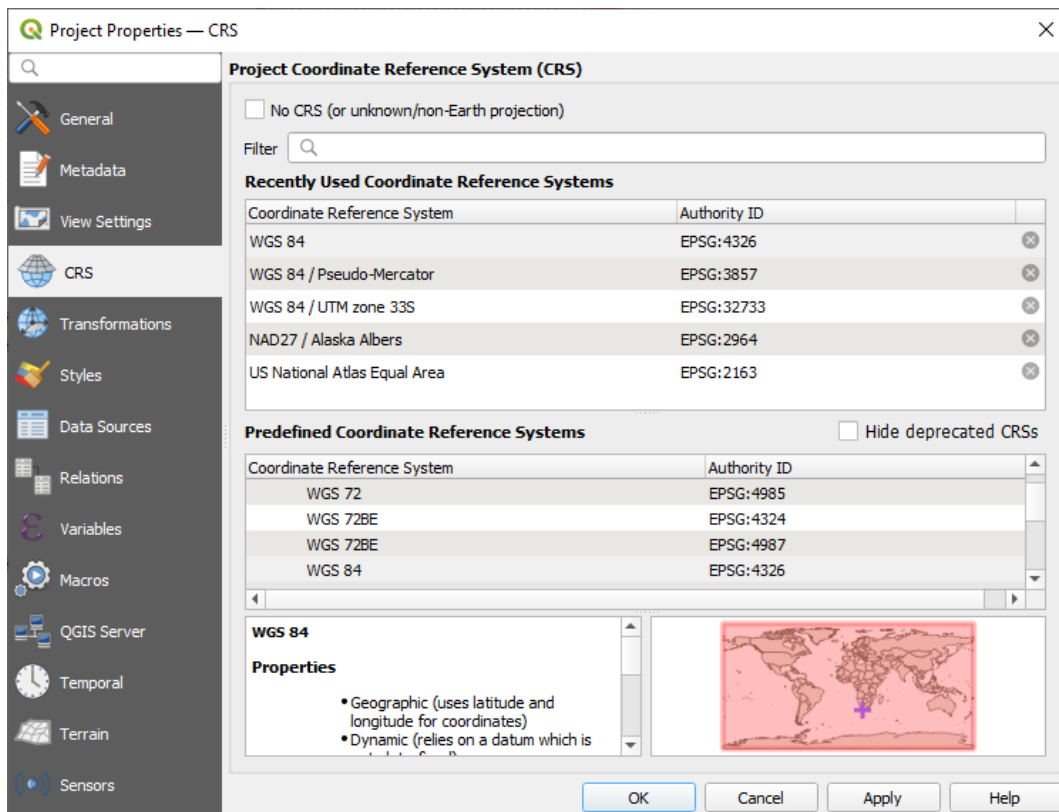 Project Properties — CRS
General
Metadata
View Settings
CRS
Transformations
Styles
Data Sources
Relations
Variables
Macros
QGIS Server
Temporal
Terrain
Sensors
Project Coordinate Reference System (CRS)
No CRS (or unknown/non-Earth projection)
Filter
Recently Used Coordinate Reference Systems
Coordinate Reference System Authority ID
WGS 84 EPSG:4326
WGS 84 / Pseudo-Mercator EPSG:3857
WGS 84 / UTM zone 33S EPSG:32733
NAD27 / Alaska Albers EPSG:2964
US National Atlas Equal Area EPSG:2163
Predefined Coordinate Reference Systems Hide deprecated CRSs
Coordinate Reference System Authority ID
WGS 72 EPSG:4985
WGS 72BE EPSG:4324
WGS 72BE EPSG:4987
WGS 84 EPSG:4326
WGS 84
Properties
• Geographic (uses latitude and
longitude for coordinates)
• Dynamic (relies on a datum which is
OK Cancel Apply Help